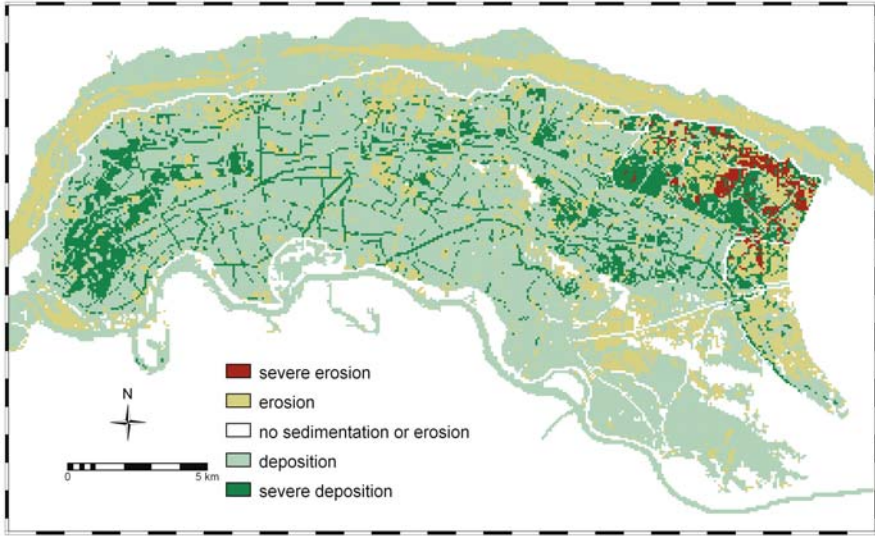 severe erosion
erosion
no sedimentation or erosion
deposition
severe deposition
N
0 5 km